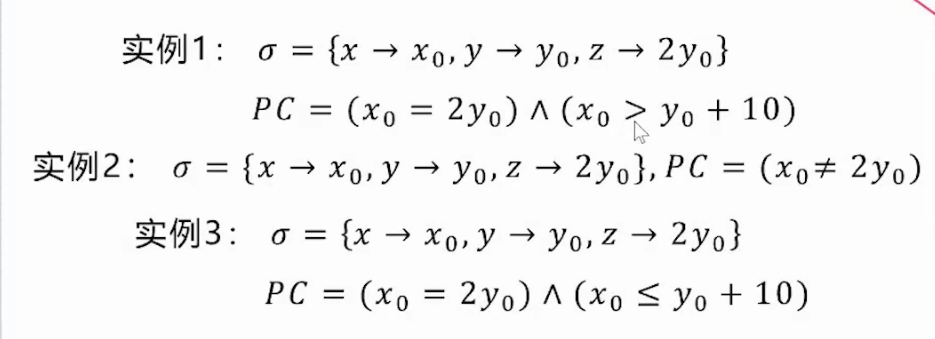 实例1： σ = {x → x₀, y → y₀, z → 2y₀}
PC = (x₀ = 2y₀) ∧ (x₀ > y₀ + 10)
实例2： σ = {x → x₀, y → y₀, z → 2y₀}, PC = (x₀≠ 2y₀)
实例3： σ = {x → x₀, y → y₀, z → 2y₀}
PC = (x₀ = 2y₀) ∧ (x₀ ≤ y₀ + 10)